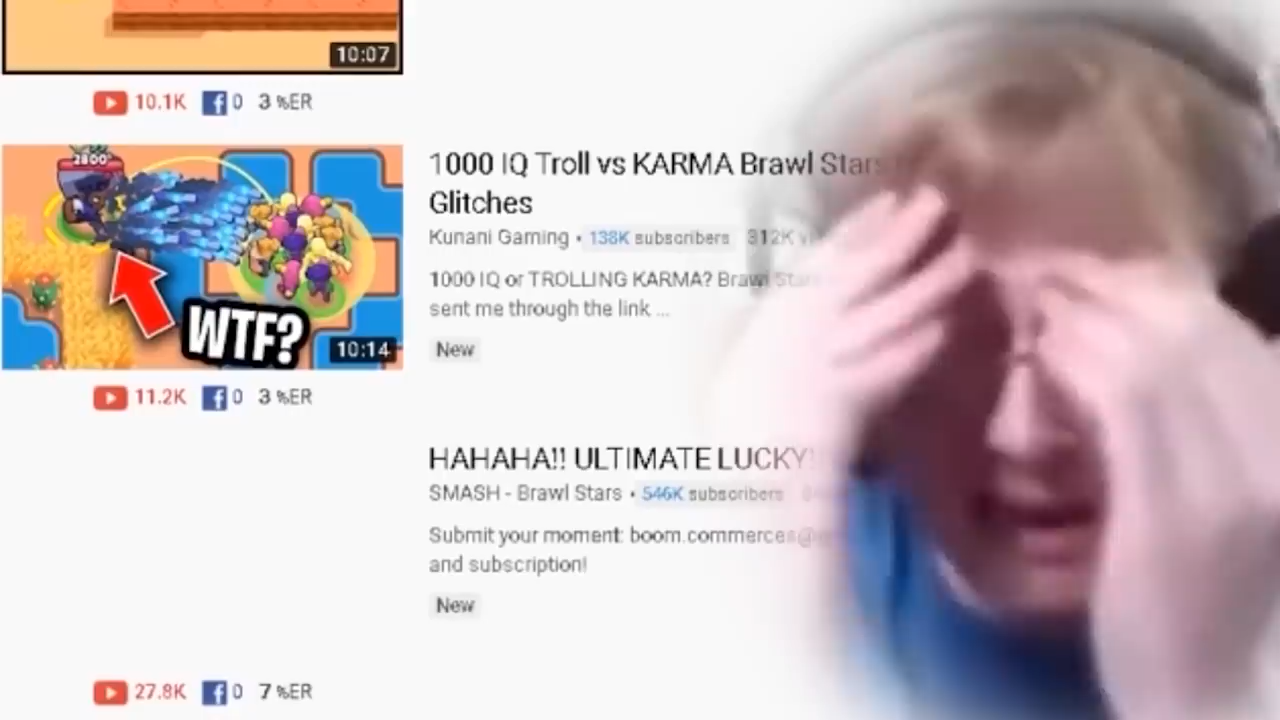 10:07
10.1K 0 3 %ER
2800
WTF?
10:14
1000 IQ Troll vs KARMA Brawl Stars
Glitches
Kunani Gaming • 138K subscribers 312K
1000 IQ or TROLLING KARMA? Brawl Stars
sent me through the link ...
New
11.2K 0 3 %ER
HAHAHA!! ULTIMATE LUCKY!
SMASH - Brawl Stars • 546K subscribers
Submit your moment: boom.commerces@
and subscription!
New
27.8K 0 7 %ER